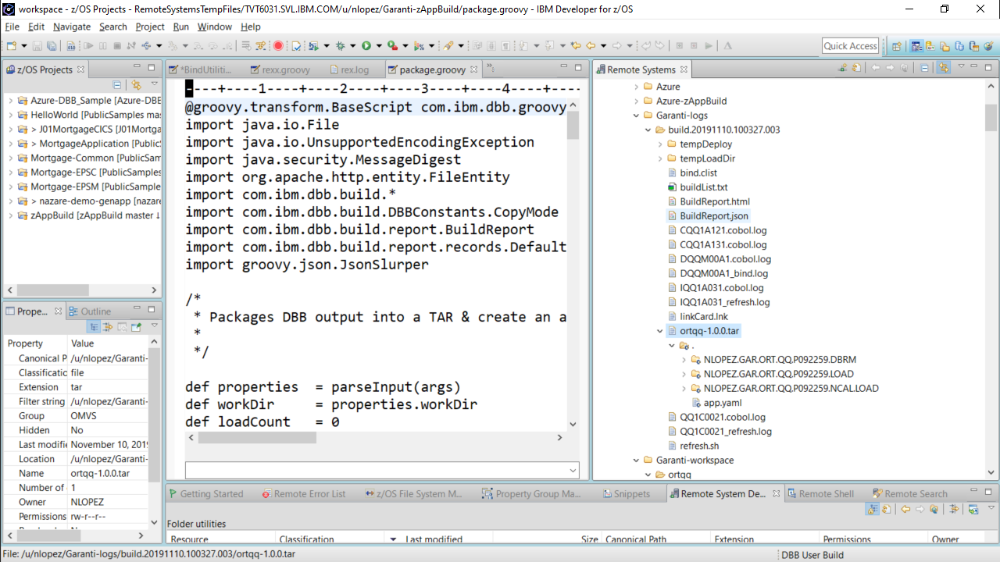 workspace - z/OS Projects - RemoteSystemsTempFiles/TVT6031.SVL.IBM.COM/u/nlopez/Garanti-zAppBuild/package.groovy - IBM Developer for z/OS
File Edit Navigate Search Project Run Window Help
Quick Access
z/OS Projects
Azure-DBB_Sample [Azure-DBB
HelloWorld [PublicSamples mas
> J01MortgageCICS [J01Mortga
> MortgageApplication [PublicS
Mortgage-Common [PublicSam
Mortgage-EPSC [PublicSamples
Mortgage-EPSM [PublicSample
> nazare-demo-genapp [nazare
zAppBuild [zAppBuild master ↓
Prope... Outline
Property Value
Canonical P /u/nlopez/Garanti-
Classificatio file
Extension tar
Filter string /u/nlopez/Garanti-
Group OMVS
Hidden No
Last modifie November 10, 2019
Location /u/nlopez/Garanti-
Name ortqq-1.0.0.tar
Number of 1
Owner NLOPEZ
Permissions rw-r--r--
*BindUtiliti... rexx.groovy rex.log package.groovy
----+----1----+----2----+----3----+----4----+----
@groovy.transform.BaseScript com.ibm.dbb.groovy
import java.io.File
import java.io.UnsupportedEncodingException
import java.security.MessageDigest
import org.apache.http.entity.FileEntity
import com.ibm.dbb.build.*
import com.ibm.dbb.build.DBBConstants.CopyMode
import com.ibm.dbb.build.report.BuildReport
import com.ibm.dbb.build.report.records.Default
import groovy.json.JsonSlurper
/*
* Packages DBB output into a TAR & create an a
*
*/
def properties = parseInput(args)
def workDir = properties.workDir
def loadCount = 0
Remote Systems
Azure
Azure-zAppBuild
Garanti-logs
build.20191110.100327.003
tempDeploy
tempLoadDir
bind.clist
buildList.txt
BuildReport.html
BuildReport.json
CQQ1A121.cobol.log
CQQ1A131.cobol.log
DQQM00A1.cobol.log
DQQM00A1_bind.log
IQQ1A031.cobol.log
IQQ1A031_refresh.log
linkCard.lnk
ortqq-1.0.0.tar
.
NLOPEZ.GAR.ORT.QQ.P092259.DBRM
NLOPEZ.GAR.ORT.QQ.P092259.LOAD
NLOPEZ.GAR.ORT.QQ.P092259.NCAL.LOAD
app.yaml
QQ1C0021.cobol.log
QQ1C0021_refresh.log
refresh.sh
Garanti-workspace
ortqq
Getting Started Remote Error List z/OS File System M... Property Group Ma... Snippets Remote System De... Remote Shell Remote Search
Folder utilities
Resource Classification Last modified Size Canonical Path Extension Permissions Owner
File: /u/nlopez/Garanti-logs/build.20191110.100327.003/ortqq-1.0.0.tar
DBB User Build